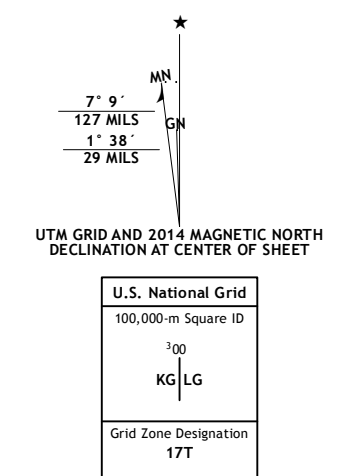 ★
MN
7° 9´
127 MILS
GN
1° 38´
29 MILS
UTM GRID AND 2014 MAGNETIC NORTH
DECLINATION AT CENTER OF SHEET
U.S. National Grid
100,000-m Square ID
³00
KG LG
Grid Zone Designation
17T